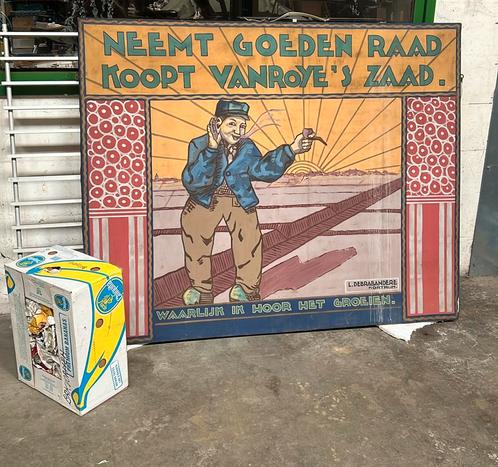 NEEMT GOEDEN RAAD
KOOPT VANROYE'S ZAAD.
L. DEBRABANDERE
KORTRIJK.
WAARLIJK IK HOOR HET GROEIEN.